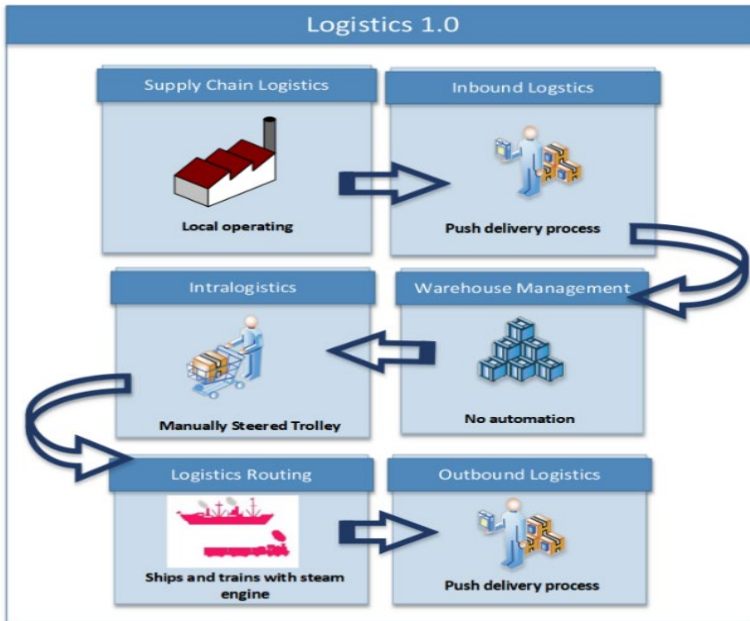 Logistics 1.0
Supply Chain Logistics
Local operating
Inbound Logstics
Push delivery process
Warehouse Management
No automation
Intralogistics
Manually Steered Trolley
Logistics Routing
Ships and trains with steam
engine
Outbound Logistics
Push delivery process